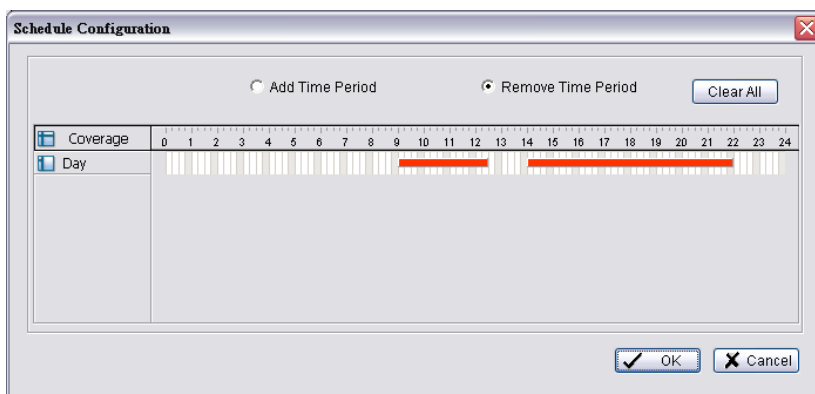 Schedule Configuration
Add Time Period Remove Time Period Clear All
Coverage 0 1 2 3 4 5 6 7 8 9 10 11 12 13 14 15 16 17 18 19 20 21 22 23 24
Day
OK Cancel